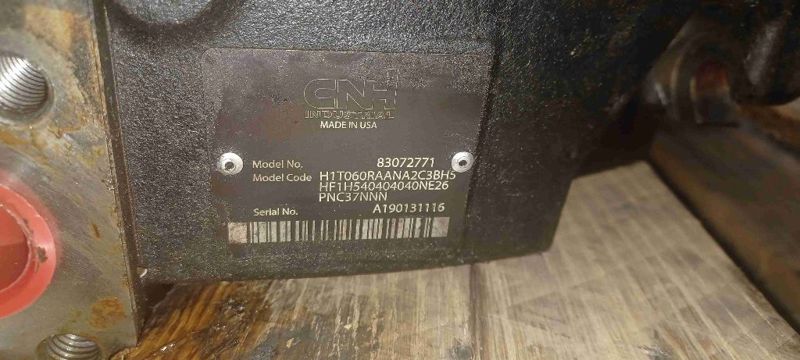 CNH
INDUSTRIAL
MADE IN USA
Model No. 83072771
Model Code H1T060RAANA2C3BH5
HF1H540404040NE26
PNC37NNN
Serial No. A190131116